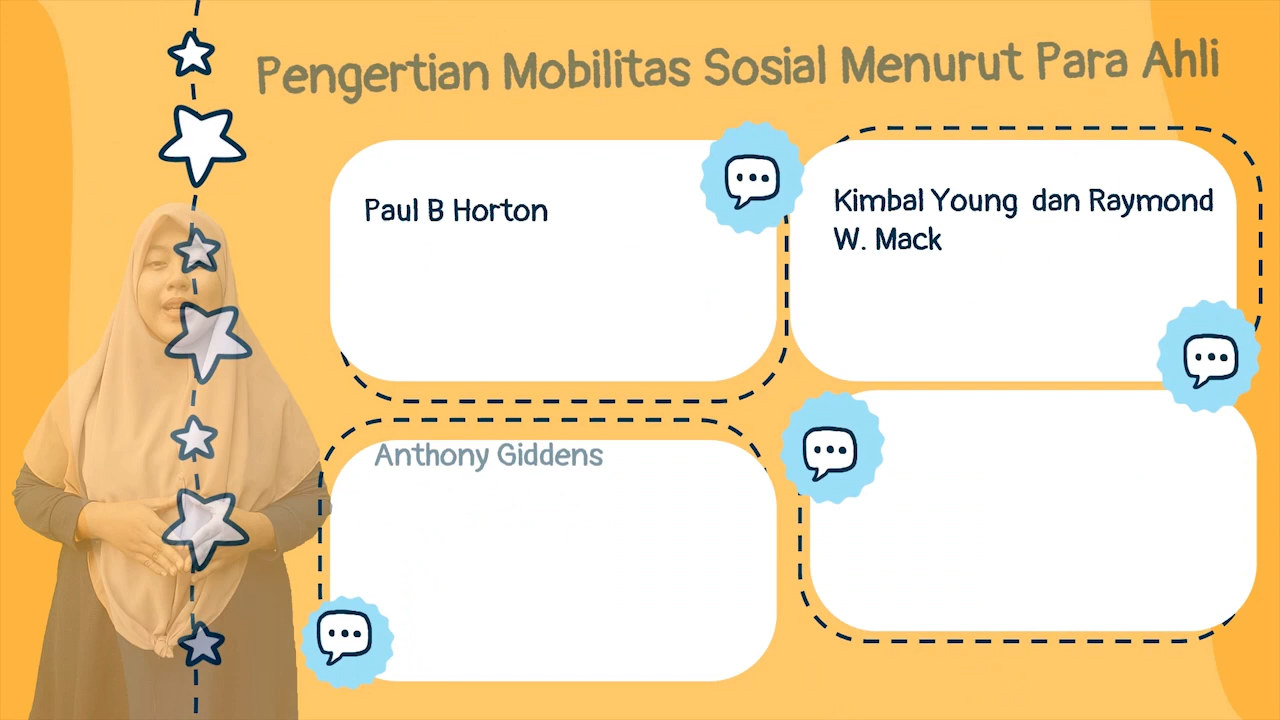 Pengertian Mobilitas Sosial Menurut Para Ahli
Paul B Horton
Kimbal Young dan Raymond
W. Mack
Anthony Giddens